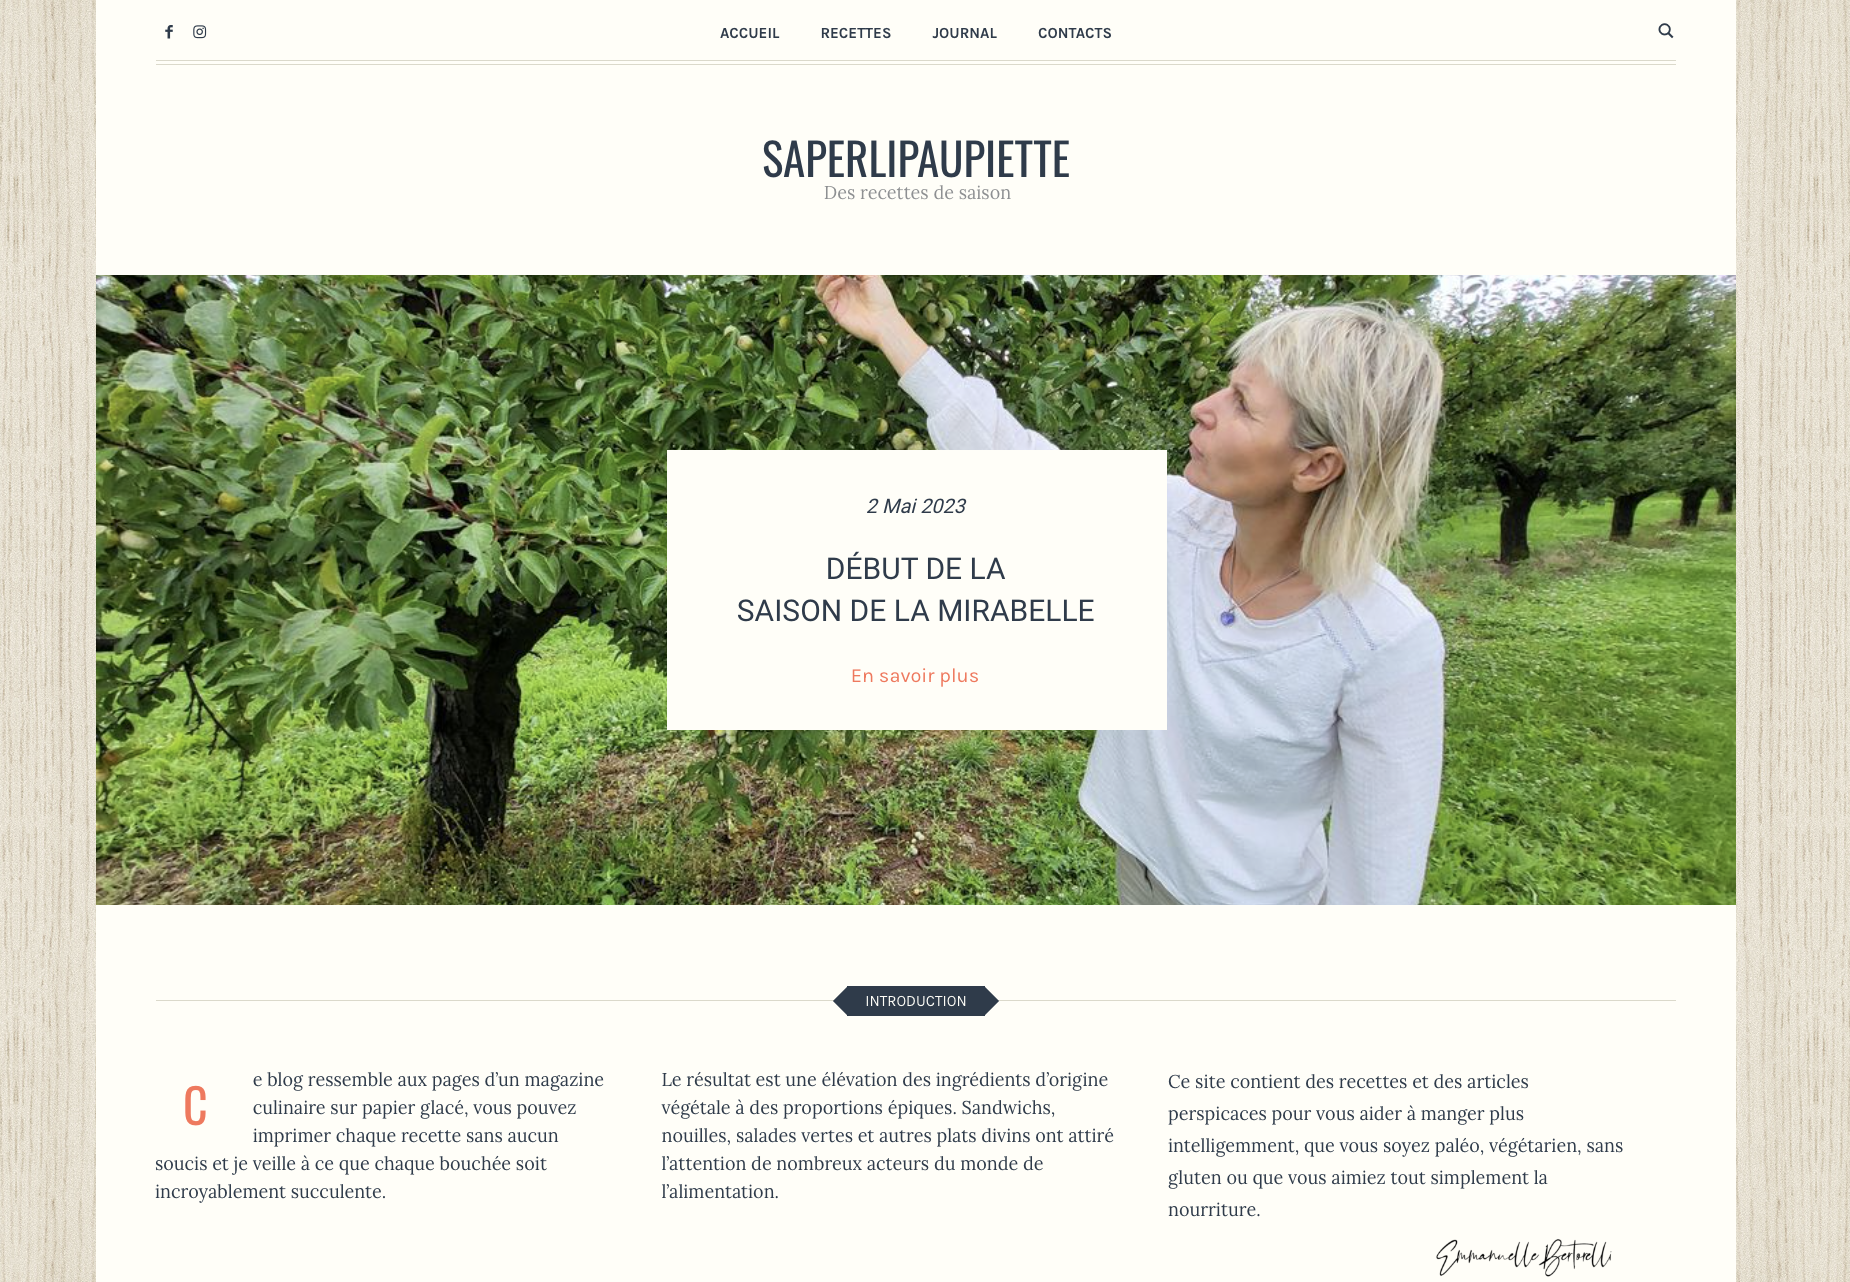 ACCUEIL RECETTES JOURNAL CONTACTS
SAPERLIPAUPIETTE
Des recettes de saison
2 Mai 2023
DÉBUT DE LA
SAISON DE LA MIRABELLE
En savoir plus
INTRODUCTION
Ce blog ressemble aux pages d’un magazine
culinaire sur papier glacé, vous pouvez
imprimer chaque recette sans aucun
soucis et je veille à ce que chaque bouchée soit
incroyablement succulente.
Le résultat est une élévation des ingrédients d’origine
végétale à des proportions épiques. Sandwichs,
nouilles, salades vertes et autres plats divins ont attiré
l’attention de nombreux acteurs du monde de
l’alimentation.
Ce site contient des recettes et des articles
perspicaces pour vous aider à manger plus
intelligemment, que vous soyez paléo, végétarien, sans
gluten ou que vous aimiez tout simplement la
nourriture.
Emmanuelle Bertorelli